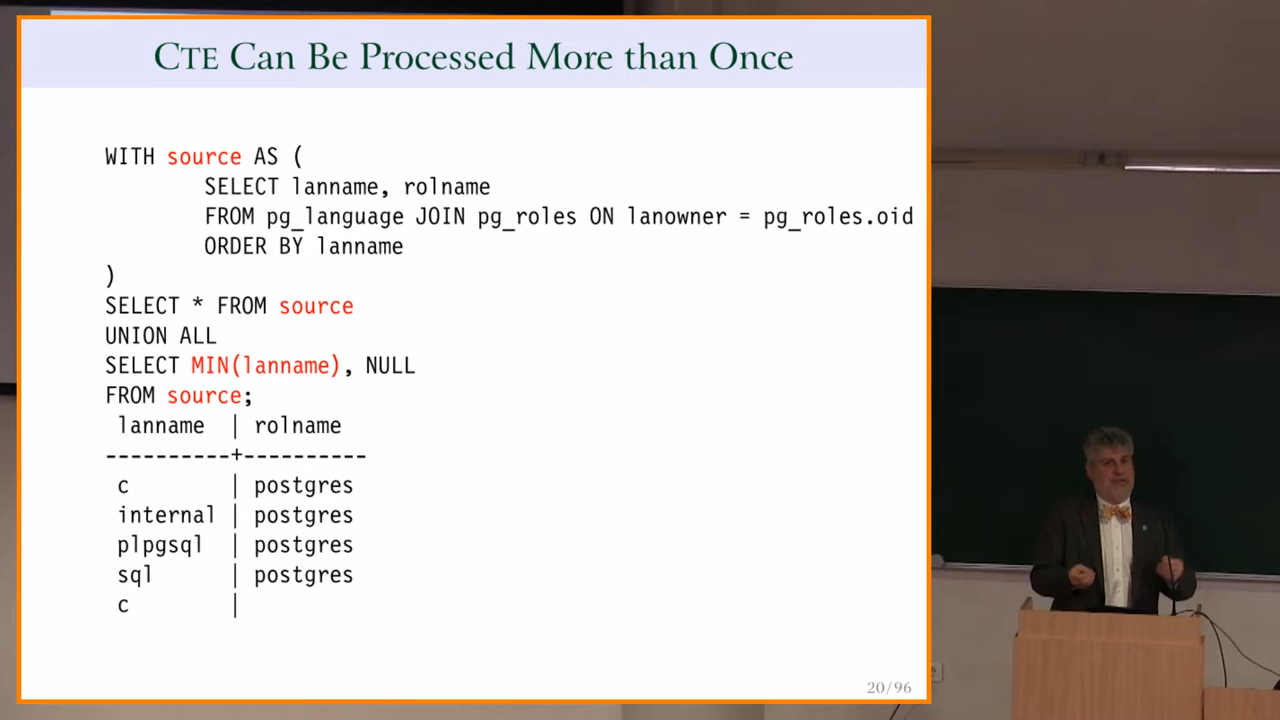 CTE Can Be Processed More than Once
WITH source AS (
SELECT lanname, rolname
FROM pg_language JOIN pg_roles ON lanowner = pg_roles.oid
ORDER BY lanname
)
SELECT * FROM source
UNION ALL
SELECT MIN(lanname), NULL
FROM source;
lanname | rolname
----------+----------
c | postgres
internal | postgres
plpgsql | postgres
sql | postgres
c |
20/96